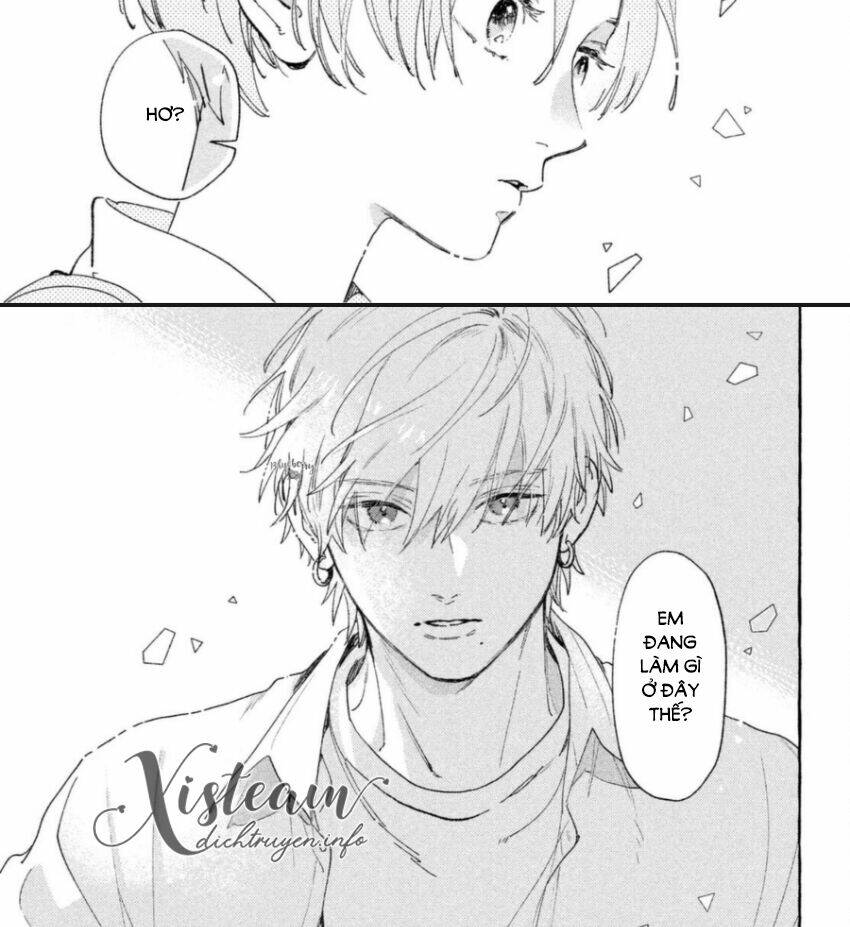 HƠ?
EM
ĐANG
LÀM GÌ
Ở ĐÂY
THẾ?
Xisteam
dichtruyen.info